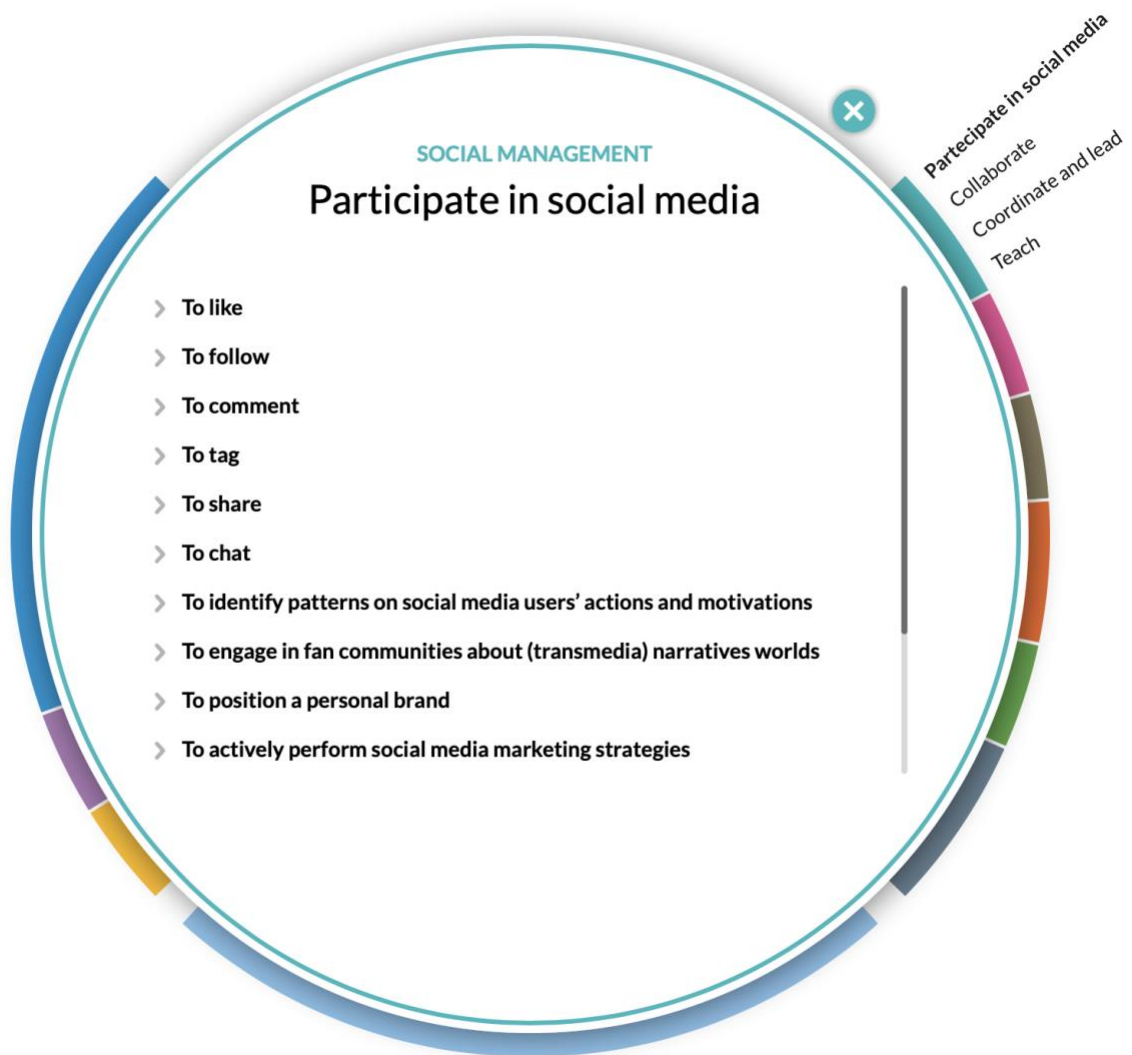 SOCIAL MANAGEMENT
Participate in social media
To like
To follow
To comment
To tag
To share
To chat
To identify patterns on social media users’ actions and motivations
To engage in fan communities about (transmedia) narratives worlds
To position a personal brand
To actively perform social media marketing strategies
Partecipate in social media
Collaborate
Coordinate and lead
Teach